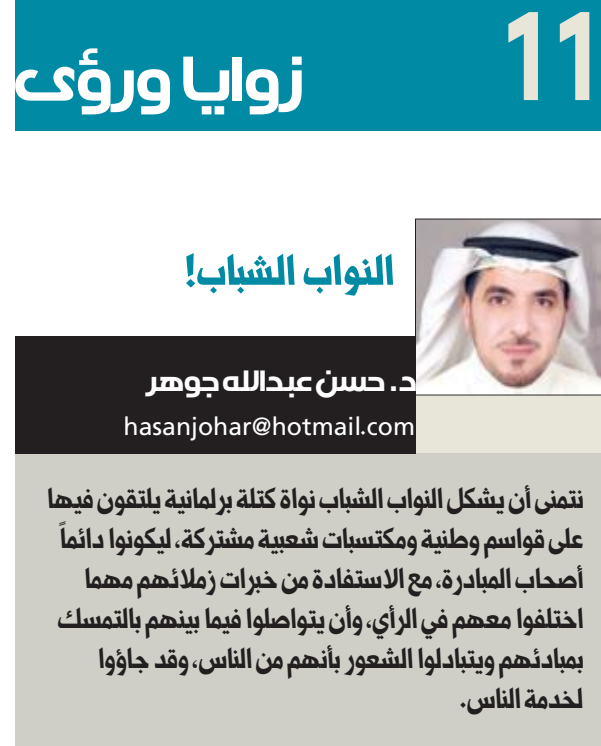 11
زوايا ورؤى
النواب الشباب!
د. حسن عبدالله جوهر
hasanjohar@hotmail.com
نتمنى أن يشكل النواب الشباب نواة كتلة برلمانية يلتقون فيها
على قواسم وطنية ومكتسبات شعبية مشتركة، ليكونوا دائماً
أصحاب المبادرة، مع الاستفادة من خبرات زملائهم مهما
اختلفوا معهم في الرأي، وأن يتواصلوا فيما بينهم بالتمسك
بمبادئهم ويتبادلوا الشعور بأنهم من الناس، وقد جاؤوا
لخدمة الناس.